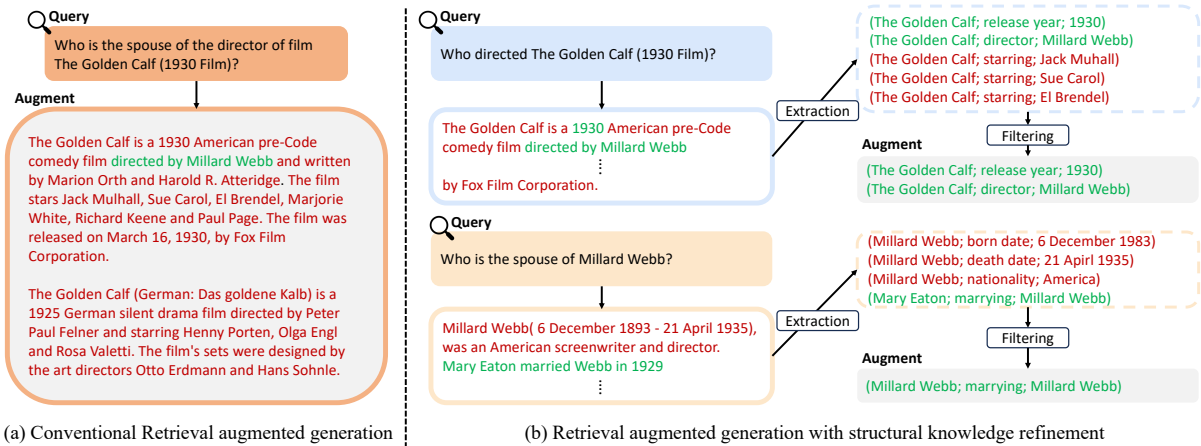 Query
Who is the spouse of the director of film
The Golden Calf (1930 Film)?
Augment
The Golden Calf is a 1930 American pre-Code
comedy film directed by Millard Webb and written
by Marion Orth and Harold R. Atteridge. The film
stars Jack Mulhall, Sue Carol, El Brendel, Marjorie
White, Richard Keene and Paul Page. The film was
released on March 16, 1930, by Fox Film
Corporation.
The Golden Calf (German: Das goldene Kalb) is a
1925 German silent drama film directed by Peter
Paul Felner and starring Henny Porten, Olga Engl
and Rosa Valetti. The film's sets were designed by
the art directors Otto Erdmann and Hans Sohnle.
(a) Conventional Retrieval augmented generation
Query
Who directed The Golden Calf (1930 Film)?
The Golden Calf is a 1930 American pre-Code
comedy film directed by Millard Webb
⋮
by Fox Film Corporation.
Extraction
(The Golden Calf; release year; 1930)
(The Golden Calf; director; Millard Webb)
(The Golden Calf; starring; Jack Muhall)
(The Golden Calf; starring; Sue Carol)
(The Golden Calf; starring; El Brendel)
Filtering
Augment
(The Golden Calf; release year; 1930)
(The Golden Calf; director; Millard Webb)
Query
Who is the spouse of Millard Webb?
Millard Webb( 6 December 1893 - 21 April 1935),
was an American screenwriter and director.
Mary Eaton married Webb in 1929
⋮
Extraction
(Millard Webb; born date; 6 December 1983)
(Millard Webb; death date; 21 Apirl 1935)
(Millard Webb; nationality; America)
(Mary Eaton; marrying; Millard Webb)
Filtering
Augment
(Millard Webb; marrying; Millard Webb)
(b) Retrieval augmented generation with structural knowledge refinement